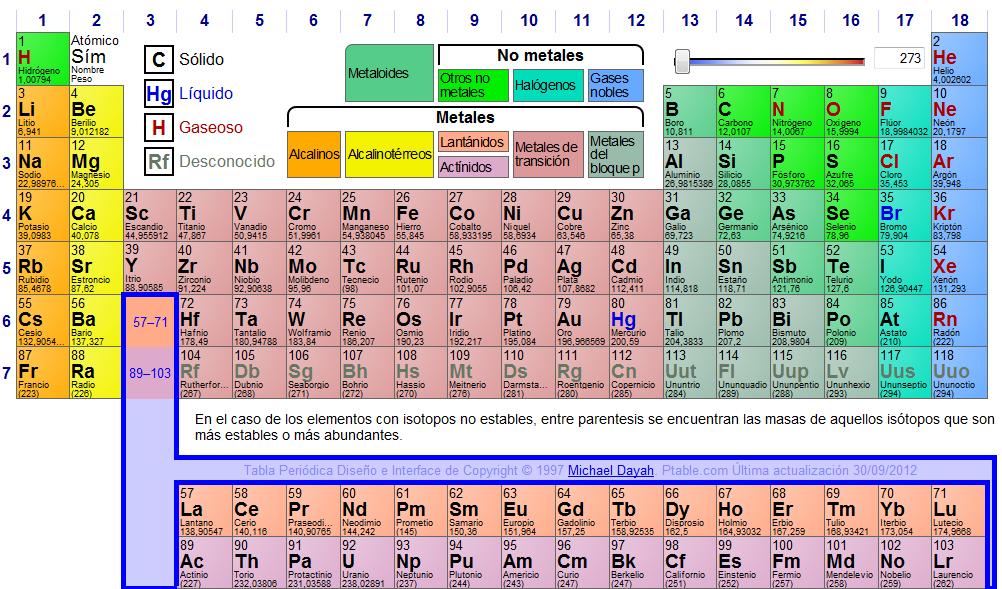 1 2 3 4 5 6 7 8 9 10 11 12 13 14 15 16 17 18
1
1
H
Hidrógeno
1,00794
Atómico
Sím
Nombre
Peso
C Sólido
Hg Líquido
H Gaseoso
Rf Desconocido
Metaloides
No metales
Otros no
metales
Halógenos
Gases
nobles
Metales
Alcalinos
Alcalinotérreos
Lantánidos
Actínidos
Metales de
transición
Metales
del
bloque p
273
2
He
Helio
4,002602
2
3 4 5 6 7 8 9 10
Li Be B C N O F Ne
Litio Berilio Boro Carbono Nitrógeno Oxígeno Flúor Neón
6,941 9,012182 10,811 12,0107 14,0067 15,9994 18,9984032 20,1797
3
11 12 13 14 15 16 17 18
Na Mg Al Si P S Cl Ar
Sodio Magnesio Aluminio Silicio Fósforo Azufre Cloro Argón
22,98976... 24,305 26,9815386 28,0855 30,973762 32,065 35,453 39,948
4
19 20 21 22 23 24 25 26 27 28 29 30 31 32 33 34 35 36
K Ca Sc Ti V Cr Mn Fe Co Ni Cu Zn Ga Ge As Se Br Kr
Potasio Calcio Escandio Titanio Vanadio Cromo Manganeso Hierro Cobalto Níquel Cobre Zinc Galio Germanio Arsénico Selenio Bromo Kriptón
39,0983 40,078 44,955912 47,867 50,9415 51,9961 54,938045 55,845 58,933195 58,6934 63,546 65,38 69,723 72,63 74,9216 78,96 79,904 83,798
5
37 38 39 40 41 42 43 44 45 46 47 48 49 50 51 52 53 54
Rb Sr Y Zr Nb Mo Tc Ru Rh Pd Ag Cd In Sn Sb Te I Xe
Rubidio Estroncio Itrio Zirconio Niobio Molibdeno Tecnecio Rutenio Rodio Paladio Plata Cadmio Indio Estaño Antimonio Telurio Yodo Xenón
85,4678 87,62 88,90585 91,224 92,90638 95,96 (98) 101,07 102,9055 106,42 107,8682 112,411 114,818 118,71 121,76 127,6 126,90447 131,293
6
55 56 57–71 72 73 74 75 76 77 78 79 80 81 82 83 84 85 86
Cs Ba Hf Ta W Re Os Ir Pt Au Hg Tl Pb Bi Po At Rn
Cesio Bario Hafnio Tantalio Wolframio Renio Osmio Iridio Platino Oro Mercurio Talio Plomo Bismuto Polonio Astato Radón
132,9054... 137,327 178,49 180,94788 183,84 186,207 190,23 192,217 195,084 196,966569 200,59 204,3833 207,2 208,9804 (209) (210) (222)
7
87 88 89–103 104 105 106 107 108 109 110 111 112 113 114 115 116 117 118
Fr Ra Rf Db Sg Bh Hs Mt Ds Rg Cn Uut Fl Uup Lv Uus Uuo
Francio Radio Rutherfor... Dubnio Seaborgio Bohrio Hassio Meitnerio Darmsta... Roentgenio Copernicio Ununtrio Ununquadio Ununpentio Ununhexio Ununseptio Ununoctio
(223) (226) (267) (268) (271) (272) (270) (276) (281) (280) (285) (284) (289) (288) (293) (294) (294)
En el caso de los elementos con isotopos no estables, entre parentesis se encuentran las masas de aquellos isótopos que son
más estables o más abundantes.
Tabla Periódica Diseño e Interface de Copyright © 1997 Michael Dayah. Ptable.com Última actualización 30/09/2012
57 58 59 60 61 62 63 64 65 66 67 68 69 70 71
La Ce Pr Nd Pm Sm Eu Gd Tb Dy Ho Er Tm Yb Lu
Lantano Cerio Praseodi... Neodimio Prometio Samario Europio Gadolinio Terbio Disprosio Holmio Erbio Tulio Iterbio Lutecio
138,90547 140,116 140,90765 144,242 (145) 150,36 151,964 157,25 158,92535 162,5 164,93032 167,259 168,93421 173,054 174,9668
89 90 91 92 93 94 95 96 97 98 99 100 101 102 103
Ac Th Pa U Np Pu Am Cm Bk Cf Es Fm Md No Lr
Actinio Torio Protactinio Uranio Neptunio Plutonio Americio Curio Berkelio Californio Einstenio Fermio Mendelevio Nobelio Laurencio
(227) 232,03806 231,03588 238,02891 (237) (244) (243) (247) (247) (251) (252) (257) (258) (259) (262)